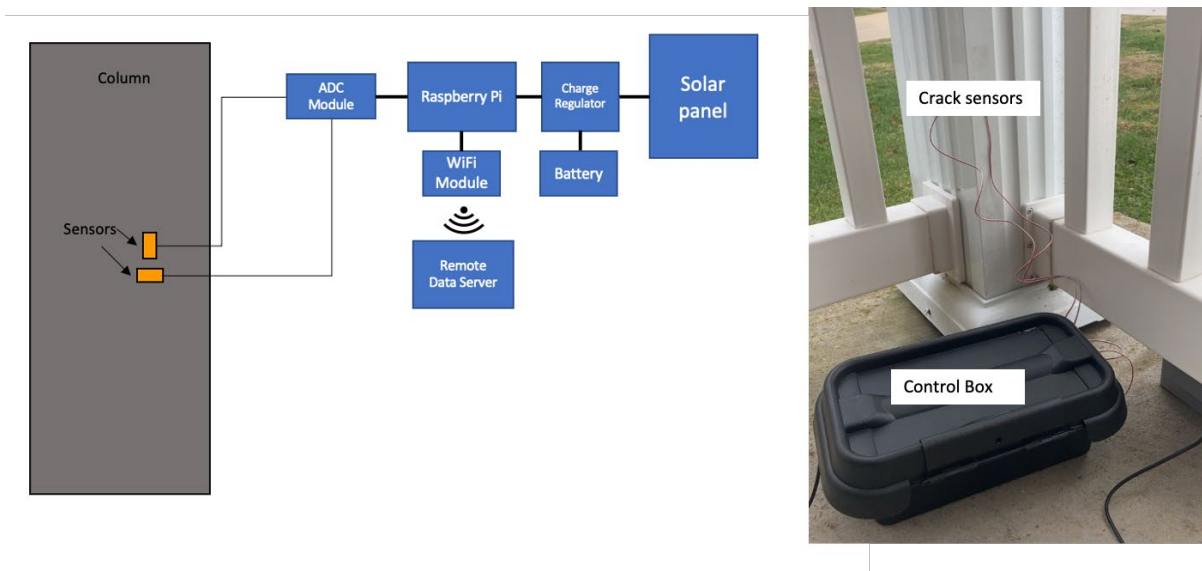 Column
Sensors
ADC
Module
Raspberry Pi
WiFi
Module
Remote
Data Server
Charge
Regulator
Battery
Solar
panel
Crack sensors
Control Box